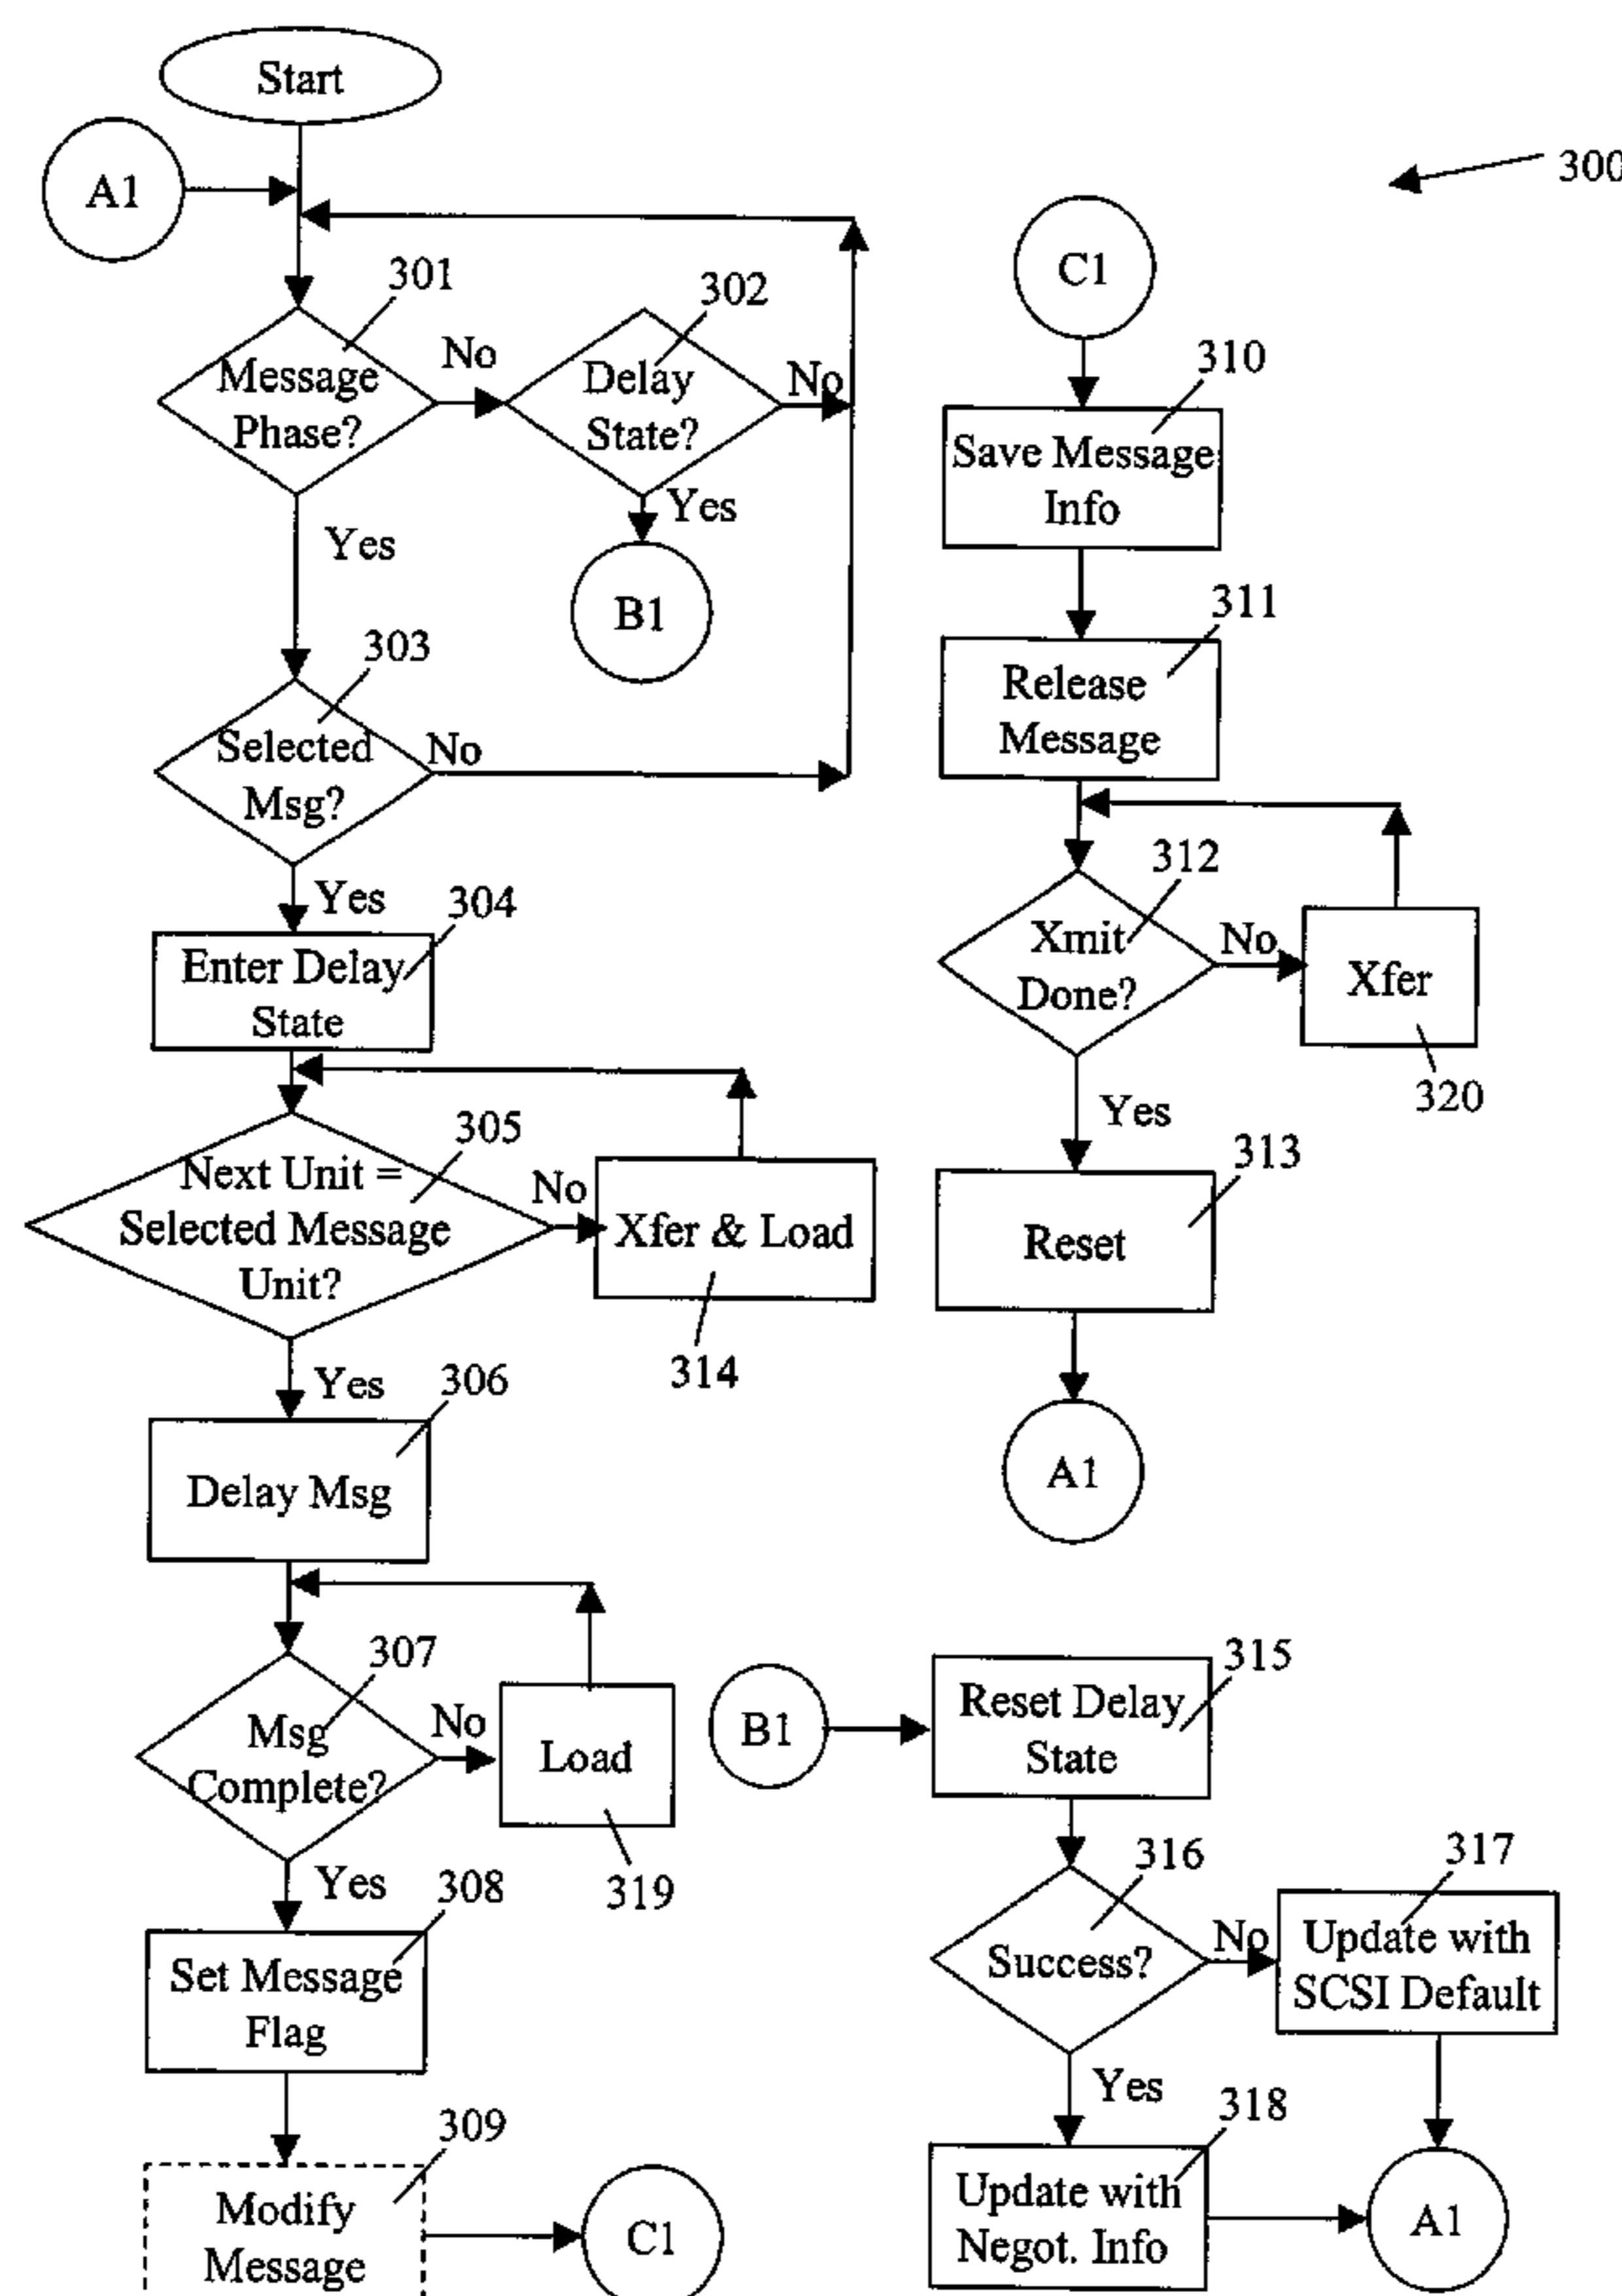 Start
A1
300
301
Message
Phase?
No
302
Delay
State?
No
Yes
B1
Yes
303
Selected
Msg?
No
Yes
304
Enter Delay
State
305
Next Unit =
Selected Message
Unit?
No
Xfer & Load
314
Yes
306
Delay Msg
307
Msg
Complete?
No
Load
319
Yes
308
Set Message
Flag
309
Modify
Message
C1
C1
310
Save Message
Info
311
Release
Message
312
Xmit
Done?
No
Xfer
320
Yes
313
Reset
A1
B1
315
Reset Delay
State
316
Success?
No
317
Update with
SCSI Default
Yes
318
Update with
Negot. Info
A1